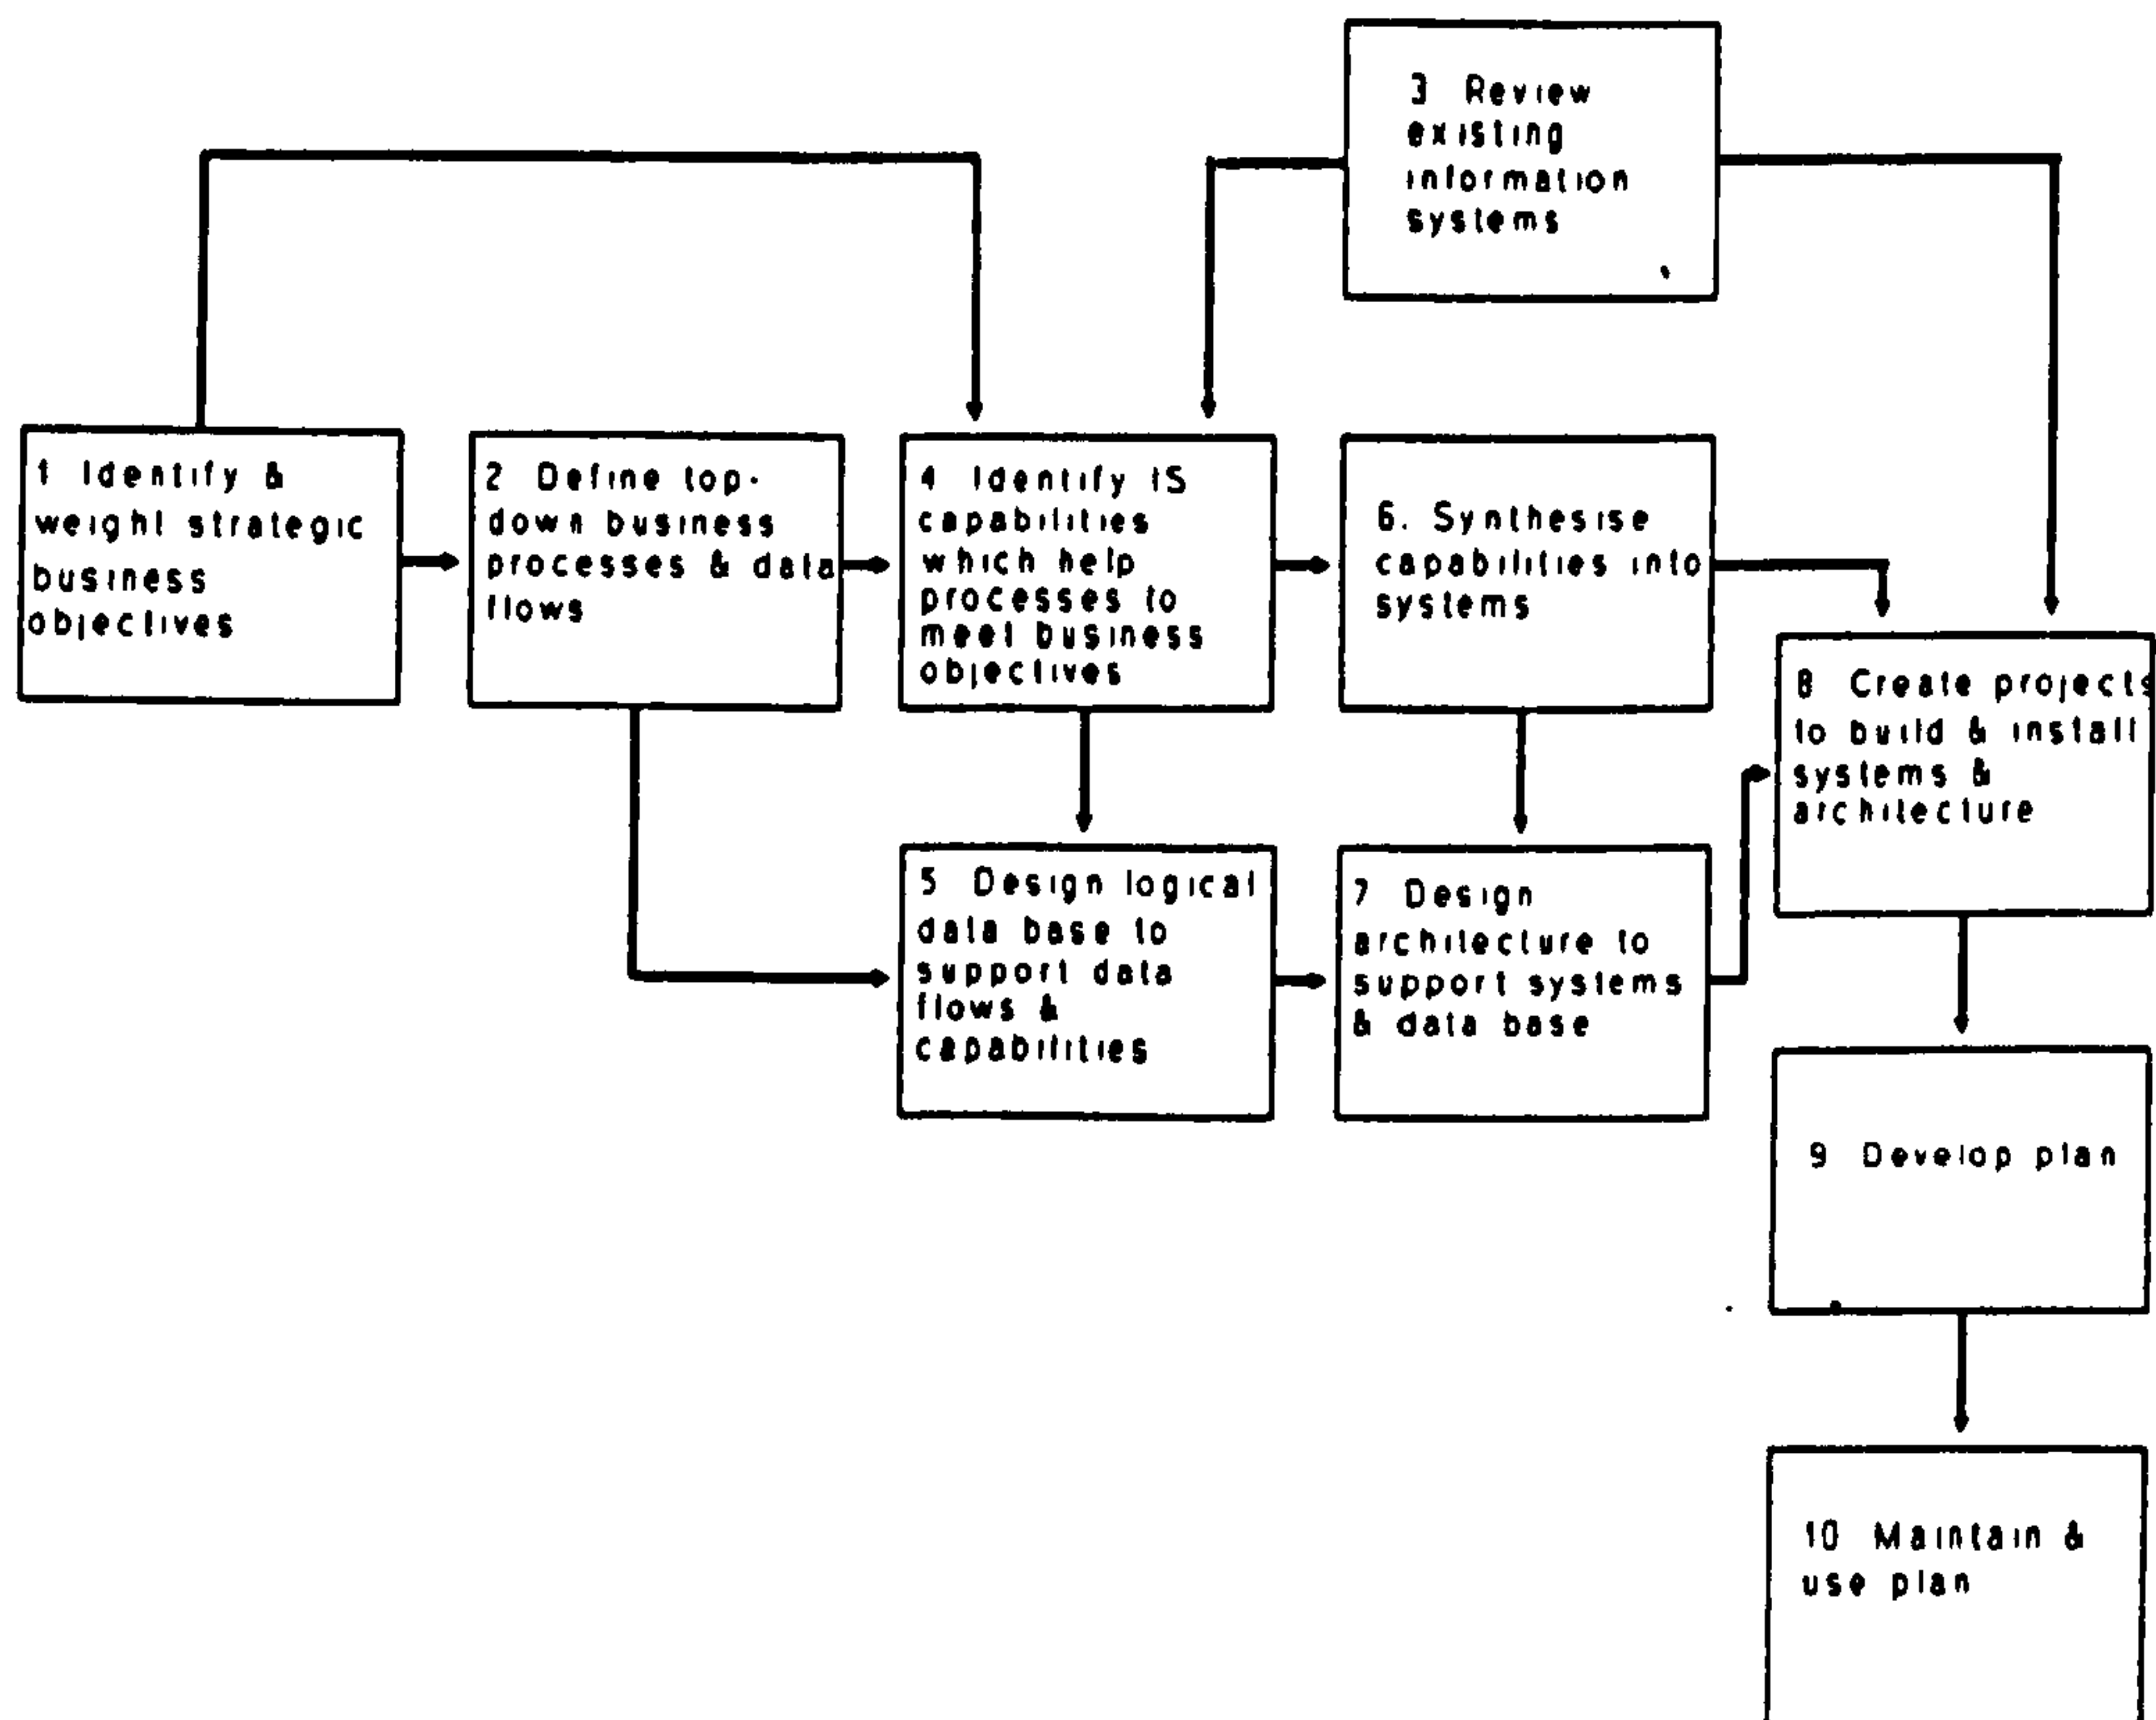 3 Review
existing
information
systems
1 Identify &
weight strategic
business
objectives
2 Define top-
down business
processes & data
flows
4 Identify IS
capabilities
which help
processes to
meet business
objectives
6. Synthesise
capabilities into
systems
8 Create projects
to build & install
systems &
architecture
5 Design logical
data base to
support data
flows &
capabilities
7 Design
architecture to
support systems
& data base
9 Develop plan
10 Maintain &
use plan